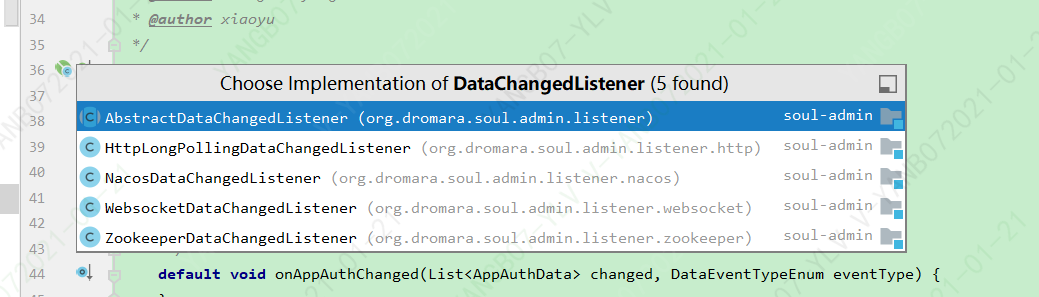 34 * @author xiaoyu
35 */
36
Choose Implementation of DataChangedListener (5 found)
37
38 AbstractDataChangedListener (org.dromara.soul.admin.listener) soul-admin
39 HttpLongPollingDataChangedListener (org.dromara.soul.admin.listener.http) soul-admin
40 NacosDataChangedListener (org.dromara.soul.admin.listener.nacos) soul-admin
41 WebsocketDataChangedListener (org.dromara.soul.admin.listener.websocket) soul-admin
42
43 ZookeeperDataChangedListener (org.dromara.soul.admin.listener.zookeeper) soul-admin
44 default void onAppAuthChanged(List<AppAuthData> changed, DataEventTypeEnum eventType) {